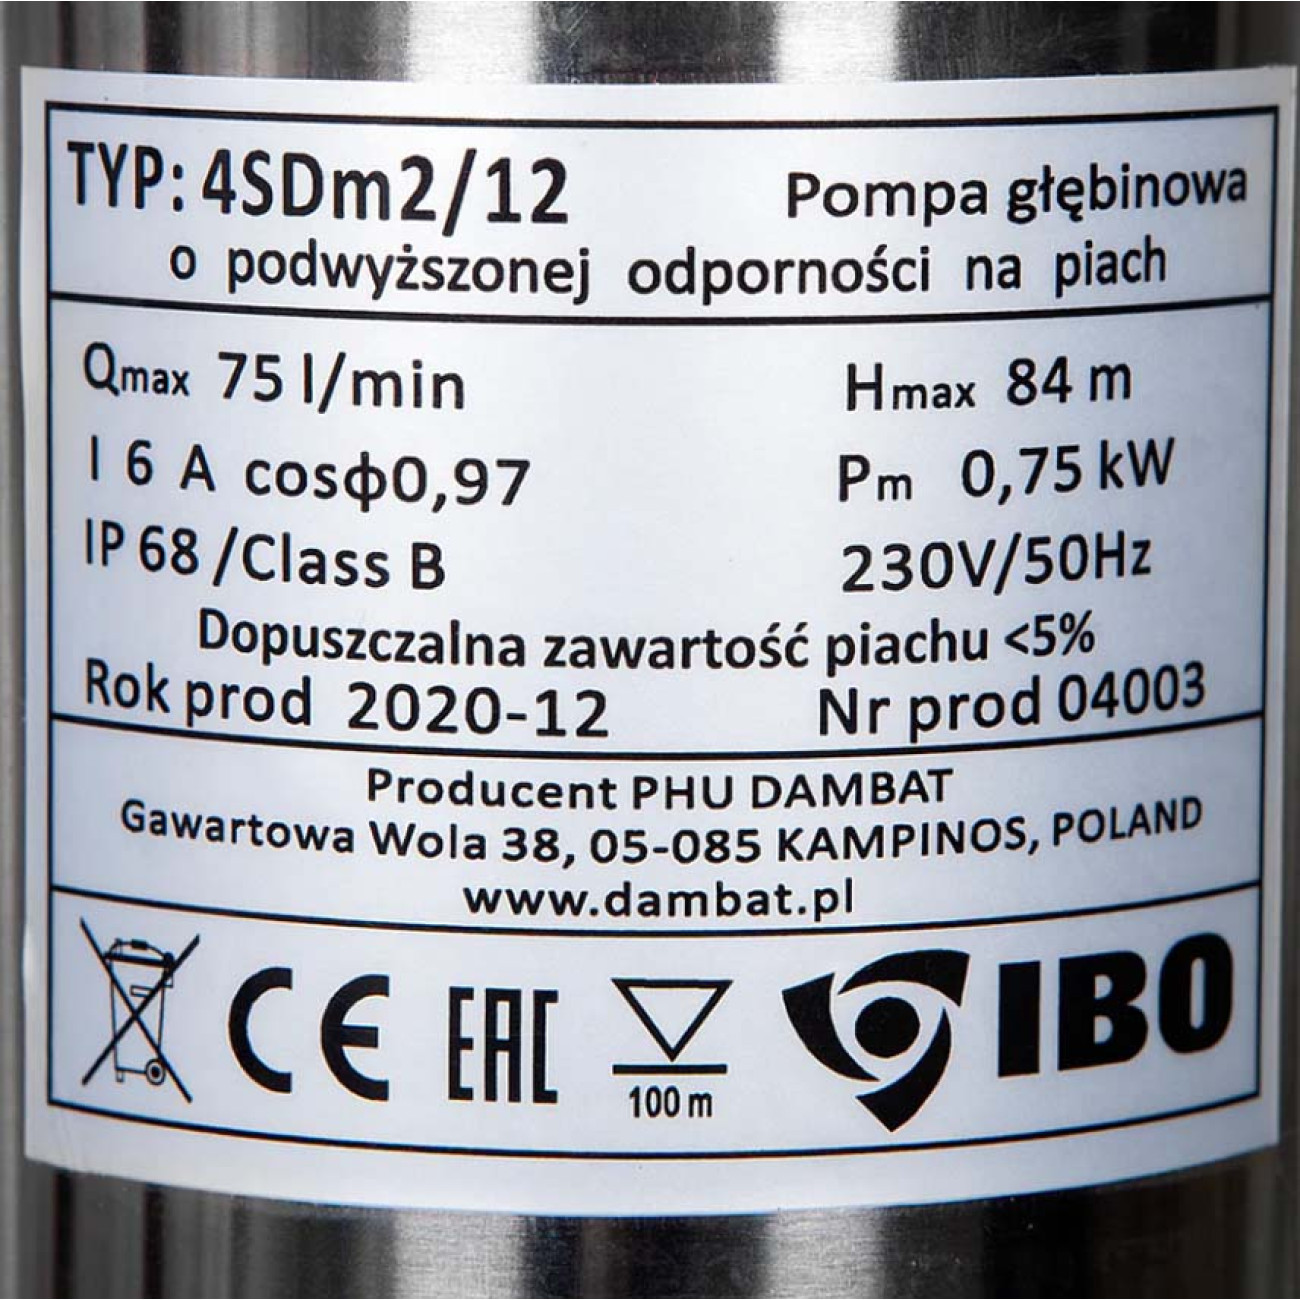 TYP: 4SDm2/12 Pompa głębinowa
o podwyższonej odporności na piach
Qmax 75 l/min Hmax 84 m
I 6 A cosϕ0,97 Pm 0,75 kW
IP 68 /Class B 230V/50Hz
Dopuszczalna zawartość piachu <5%
Rok prod 2020-12 Nr prod 04003
Producent PHU DAMBAT
Gawartowa Wola 38, 05-085 KAMPINOS, POLAND
www.dambat.pl
CE EAC 100 m IBO